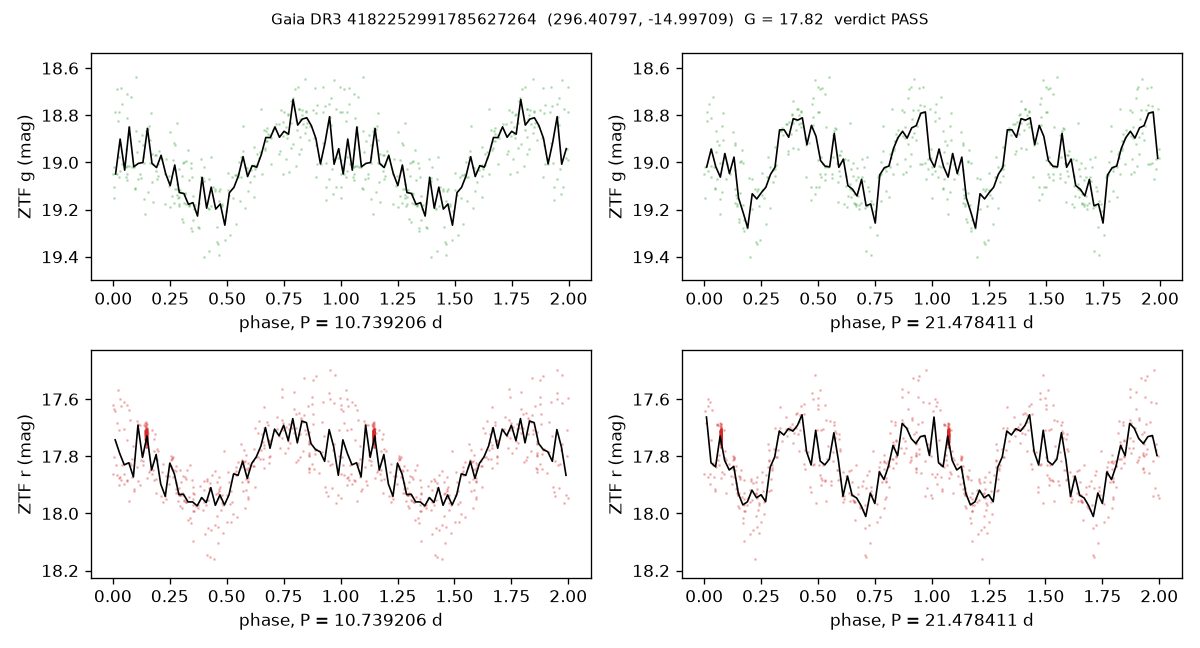 Gaia DR3 4182252991785627264  (296.40797, -14.99709)  G = 17.82  verdict PASS
ZTF g (mag)
18.6
18.8
19.0
19.2
19.4
0.00 0.25 0.50 0.75 1.00 1.25 1.50 1.75 2.00
phase, P = 10.739206 d
ZTF g (mag)
18.6
18.8
19.0
19.2
19.4
0.00 0.25 0.50 0.75 1.00 1.25 1.50 1.75 2.00
phase, P = 21.478411 d
ZTF r (mag)
17.6
17.8
18.0
18.2
0.00 0.25 0.50 0.75 1.00 1.25 1.50 1.75 2.00
phase, P = 10.739206 d
ZTF r (mag)
17.6
17.8
18.0
18.2
0.00 0.25 0.50 0.75 1.00 1.25 1.50 1.75 2.00
phase, P = 21.478411 d